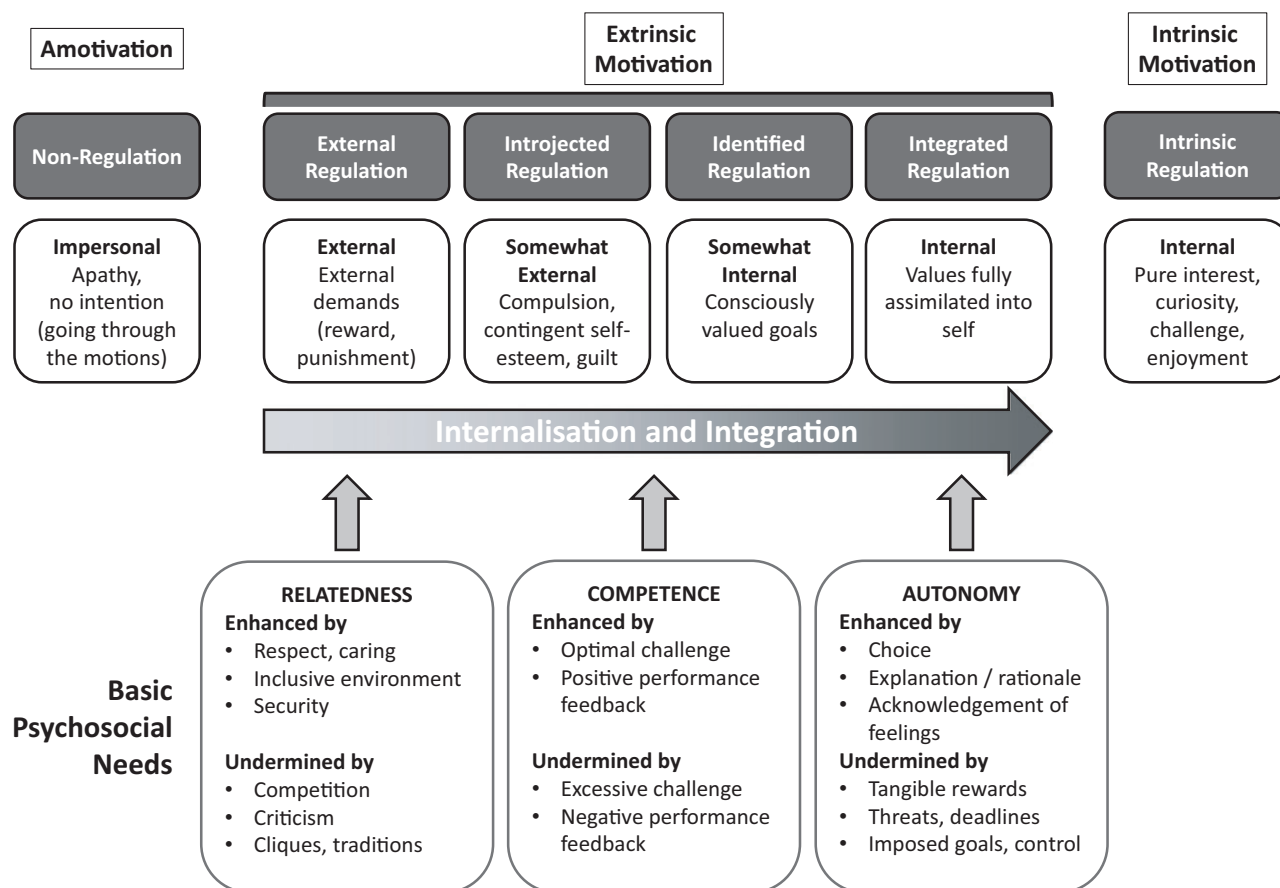 Amotivation
Extrinsic
Motivation
Intrinsic
Motivation
Non-Regulation
External
Regulation
Introjected
Regulation
Identified
Regulation
Integrated
Regulation
Intrinsic
Regulation
Impersonal
Apathy,
no intention
(going through
the motions)
External
External
demands
(reward,
punishment)
Somewhat
External
Compulsion,
contingent self-
esteem, guilt
Somewhat
Internal
Consciously
valued goals
Internal
Values fully
assimilated into
self
Internal
Pure interest,
curiosity,
challenge,
enjoyment
Internalisation and Integration
Basic
Psychosocial
Needs
RELATEDNESS
Enhanced by
• Respect, caring
• Inclusive environment
• Security
Undermined by
• Competition
• Criticism
• Cliques, traditions
COMPETENCE
Enhanced by
• Optimal challenge
• Positive performance
feedback
Undermined by
• Excessive challenge
• Negative performance
feedback
AUTONOMY
Enhanced by
• Choice
• Explanation / rationale
• Acknowledgement of
feelings
Undermined by
• Tangible rewards
• Threats, deadlines
• Imposed goals, control